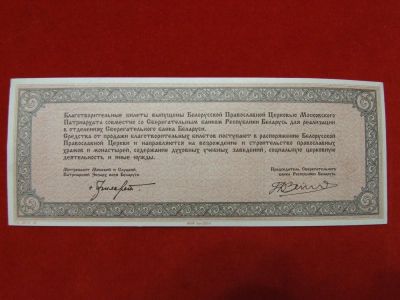 Благотворительные билеты выпущены Белорусской Православной Церковью Московского
Патриархата совместно со Сберегательным банком Республики Беларусь для реализации
в отделениях Сберегательного банка Беларуси.
Средства от продажи благотворительных билетов поступают в распоряжение Белорусской
Православной Церкви и направляются на возрождение и строительство православных
храмов и монастырей, содержание духовных учебных заведений, социальную церковную
деятельность и иные нужды.
Митрополит Минский и Слуцкий, Председатель Сберегательного
Патриарший Экзарх всея Беларуси банка Республики Беларусь